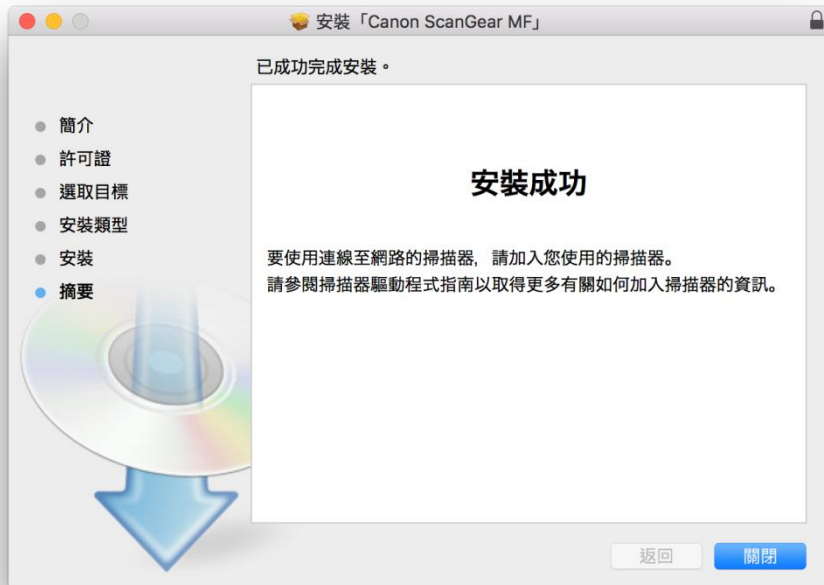 安裝「Canon ScanGear MF」
已成功完成安裝。
簡介
許可證
選取目標
安裝類型
安裝
摘要
安裝成功
要使用連線至網路的掃描器, 請加入您使用的掃描器。
請參閱掃描器驅動程式指南以取得更多有關如何加入掃描器的資訊。
返回
關閉